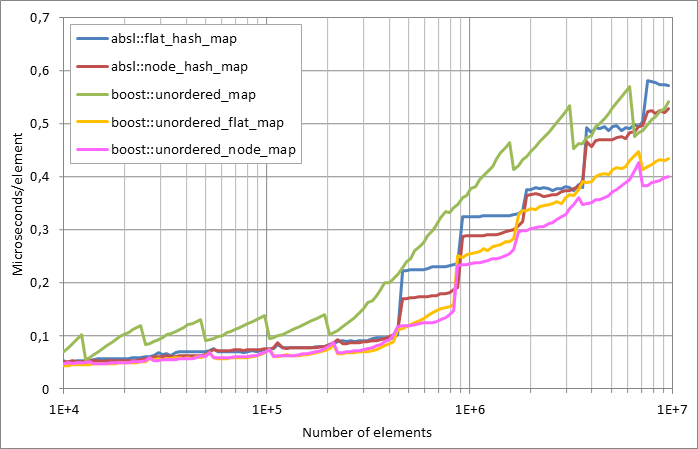 0,7
0,6
0,5
0,4
0,3
0,2
0,1
0
Microseconds/element
absl::flat_hash_map
absl::node_hash_map
boost::unordered_map
boost::unordered_flat_map
boost::unordered_node_map
1E+4 1E+5 1E+6 1E+7
Number of elements